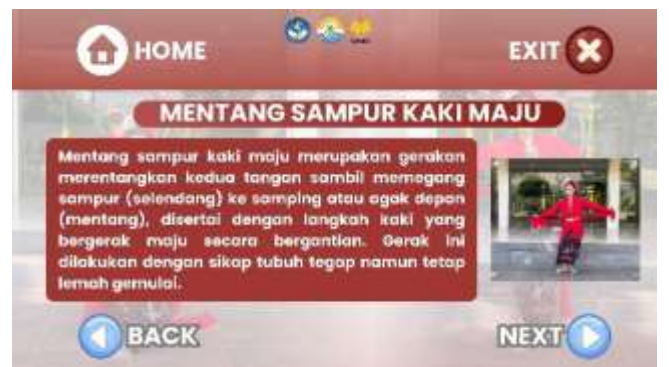 HOME
EXIT
MENTANG SAMPUR KAKI MAJU
Mentang sampur kaki maju merupakan gerakan
merentangkan kedua tangan sambil memegang
sampur (selendang) ke samping atau agak depan
(mentang), disertai dengan langkah kaki yang
bergerak maju secara bergantian. Gerak ini
dilakukan dengan sikap tubuh tegap namun tetap
lemah gemulai.
BACK
NEXT